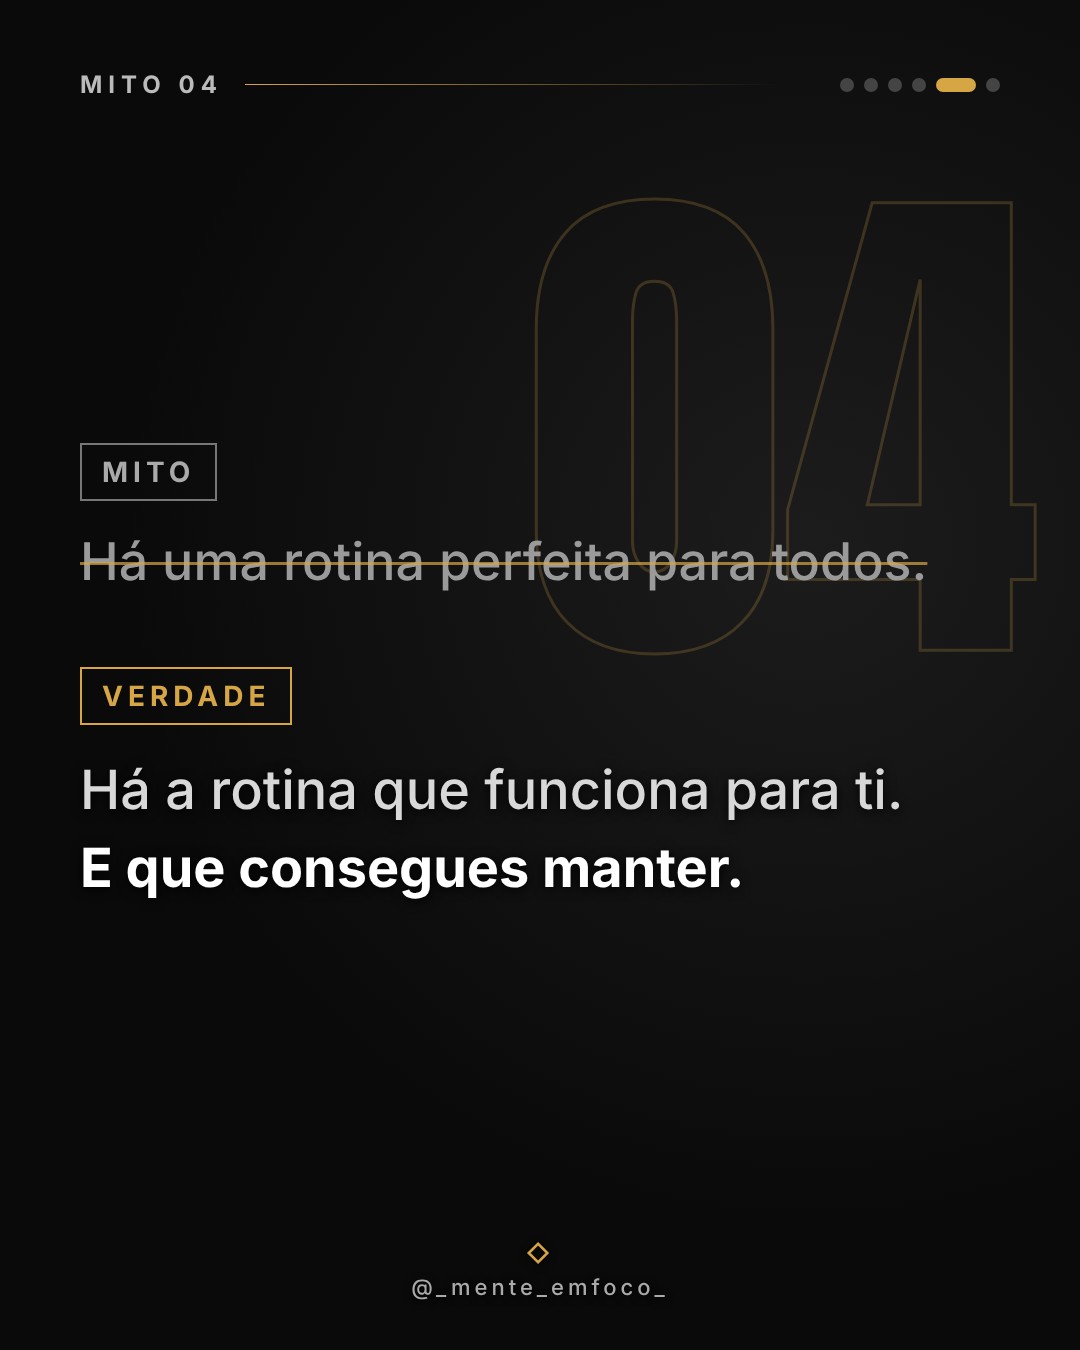 MITO 04
04
MITO
Há uma rotina perfeita para todos.
VERDADE
Há a rotina que funciona para ti.
E que consegues manter.
@_mente_emfoco_